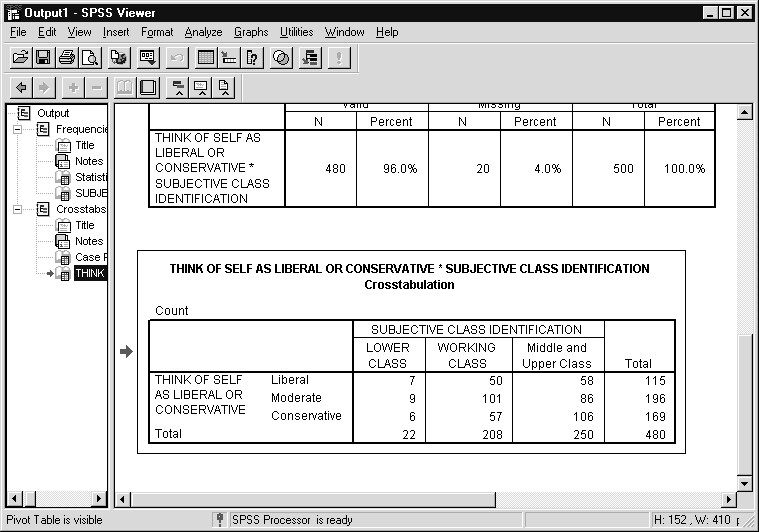 Output1 - SPSS Viewer
File Edit View Insert Format Analyze Graphs Utilities Window Help
Output
Frequencie
Title
Notes
Statisti
SUBJE
Crosstabs
Title
Notes
Case P
THINK
Valid Missing Total
N Percent N Percent N Percent
THINK OF SELF AS
LIBERAL OR
CONSERVATIVE * 480 96.0% 20 4.0% 500 100.0%
SUBJECTIVE CLASS
IDENTIFICATION
THINK OF SELF AS LIBERAL OR CONSERVATIVE * SUBJECTIVE CLASS IDENTIFICATION
Crosstabulation
Count
SUBJECTIVE CLASS IDENTIFICATION
LOWER WORKING Middle and
CLASS CLASS Upper Class Total
THINK OF SELF Liberal 7 50 58 115
AS LIBERAL OR Moderate 9 101 86 196
CONSERVATIVE Conservative 6 57 106 169
Total 22 208 250 480
Pivot Table is visible SPSS Processor is ready H: 152 , W: 410